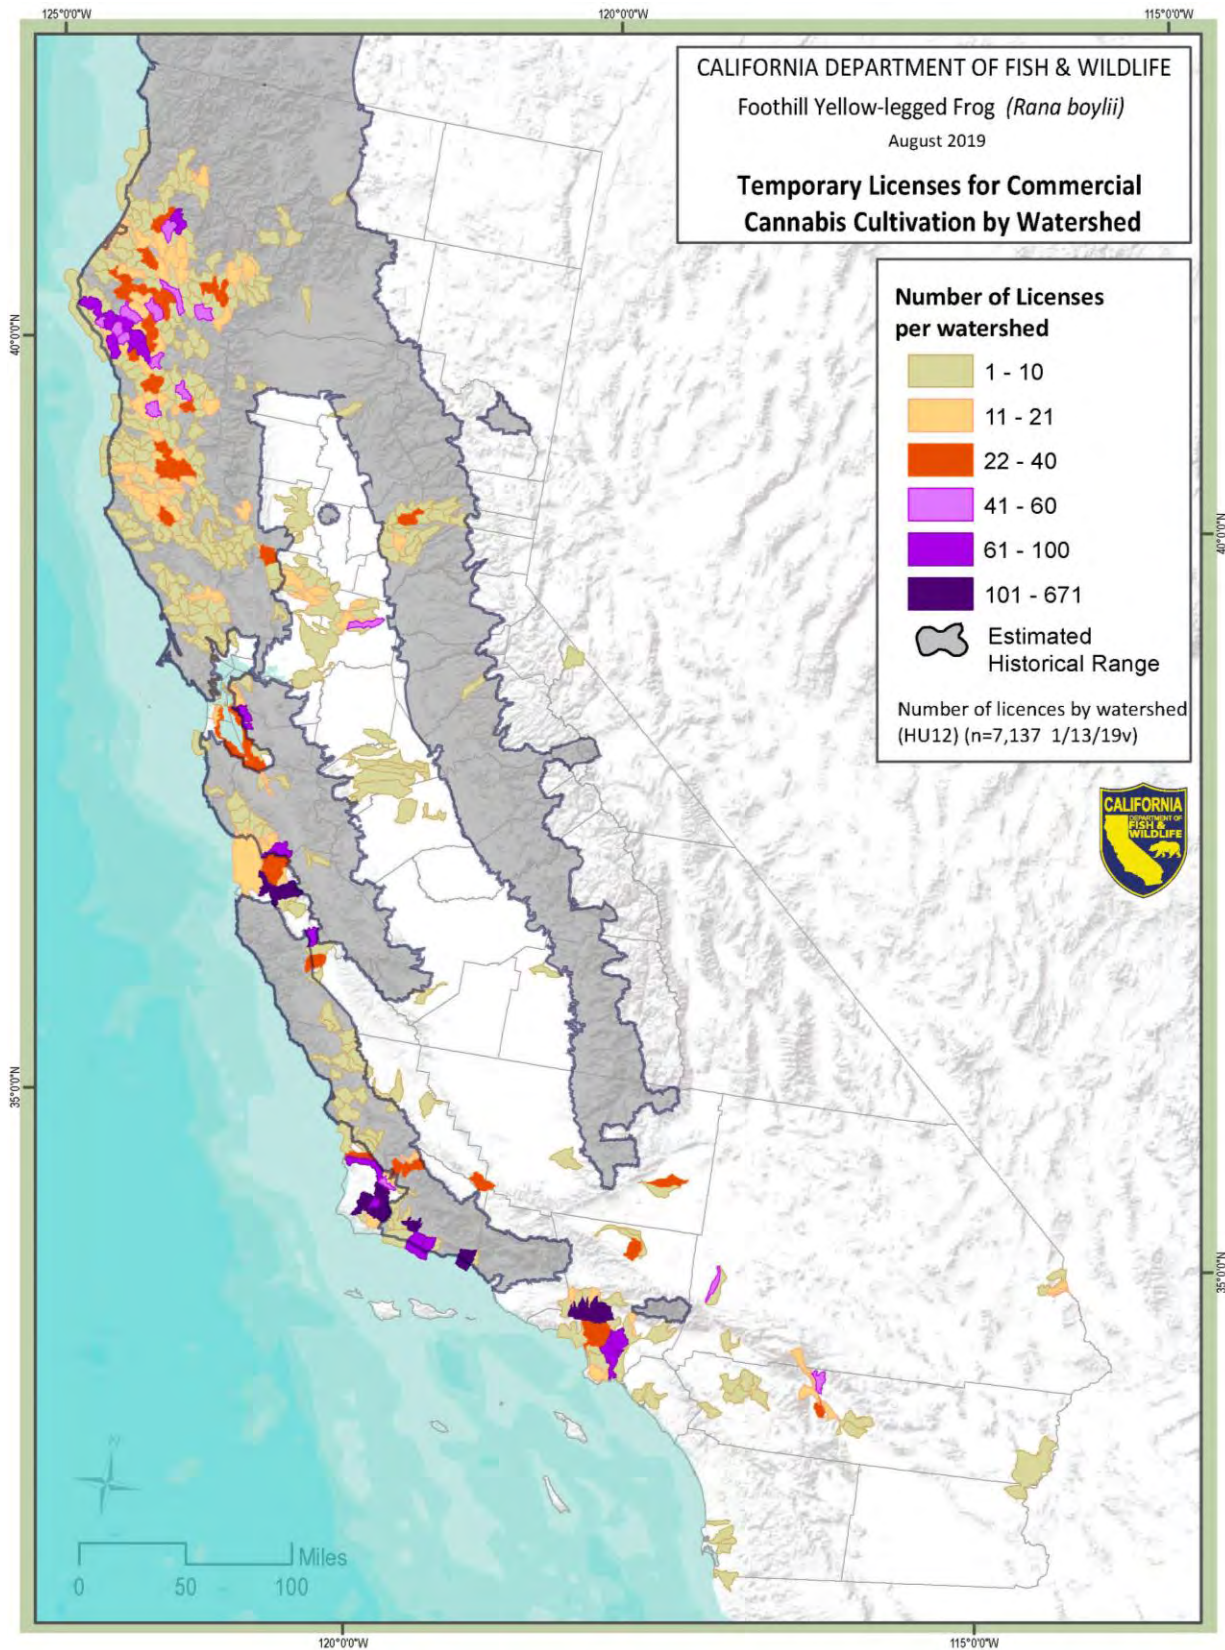 125°0'0"W
120°0'0"W
115°0'0"W
CALIFORNIA DEPARTMENT OF FISH & WILDLIFE
Foothill Yellow-legged Frog (Rana boylii)
August 2019
Temporary Licenses for Commercial
Cannabis Cultivation by Watershed
Number of Licenses
per watershed
1 - 10
11 - 21
22 - 40
41 - 60
61 - 100
101 - 671
Estimated
Historical Range
Number of licences by watershed
(HU12) (n=7,137 1/13/19v)
CALIFORNIA
DEPARTMENT OF
FISH &
WILDLIFE
40°0'0"N
40°0'0"N
35°0'0"N
35°0'0"N
N
Miles
0 50 100
120°0'0"W
115°0'0"W